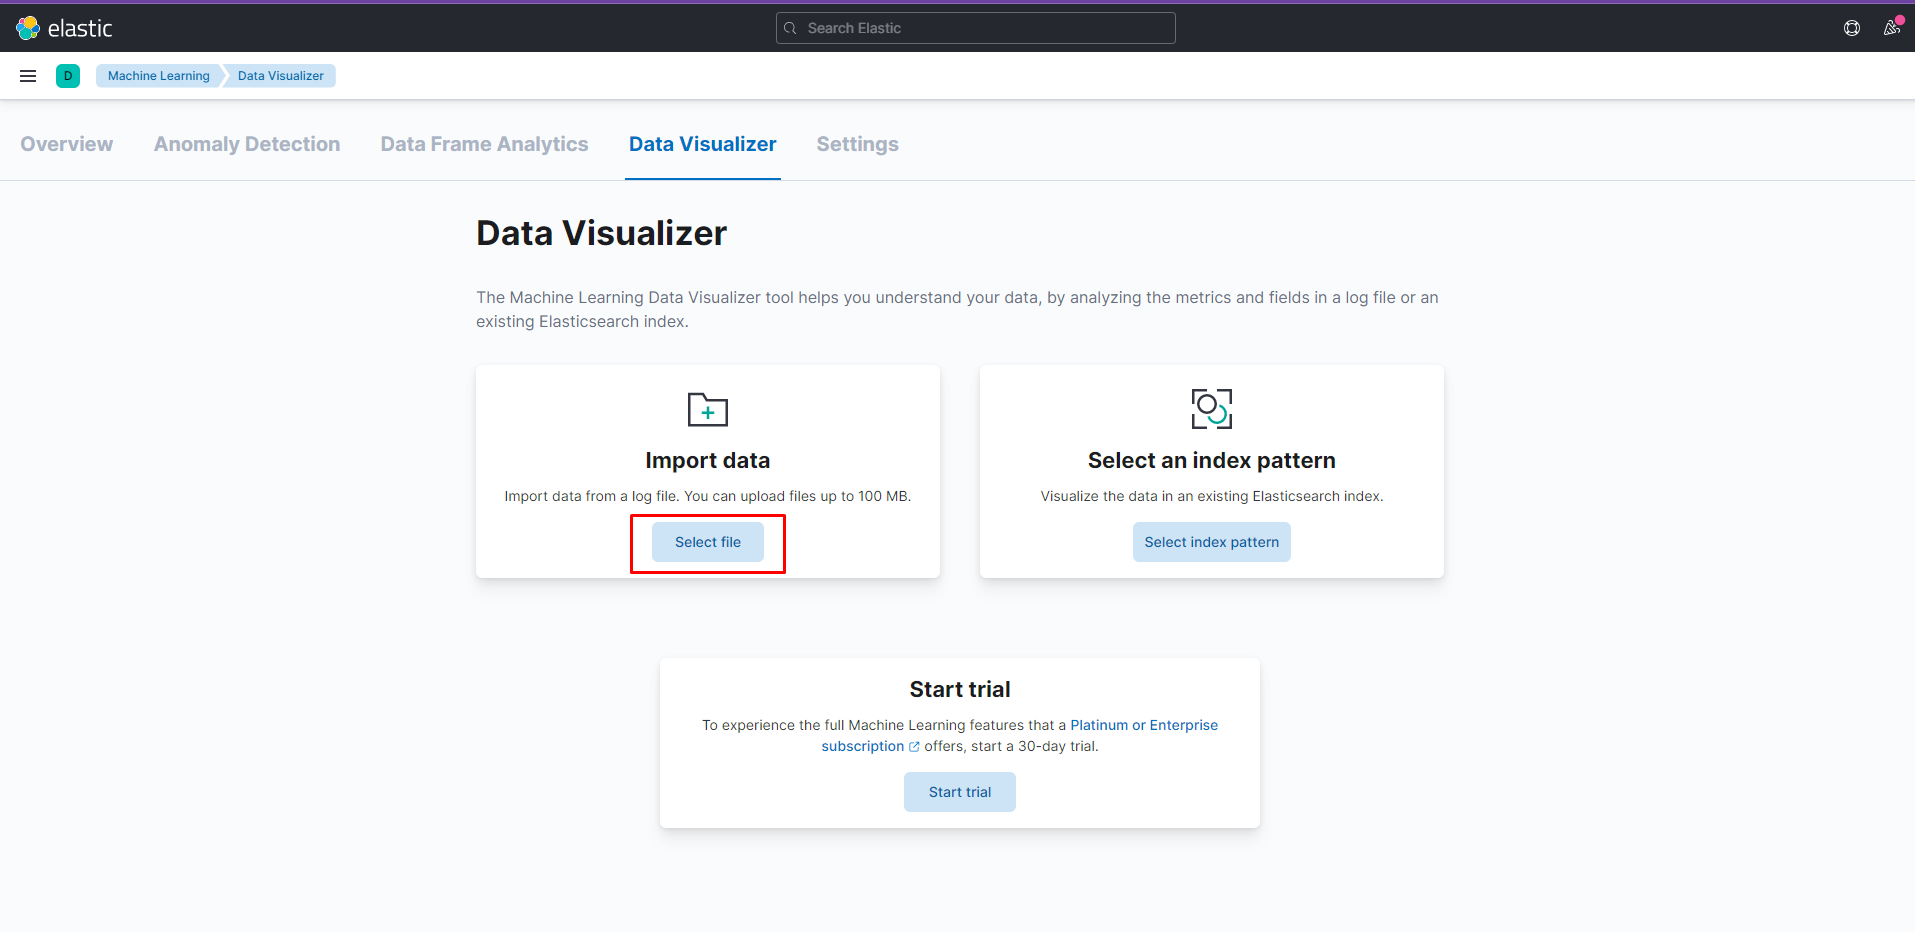 elastic
Search Elastic
D
Machine Learning
Data Visualizer
Overview
Anomaly Detection
Data Frame Analytics
Data Visualizer
Settings
Data Visualizer
The Machine Learning Data Visualizer tool helps you understand your data, by analyzing the metrics and fields in a log file or an
existing Elasticsearch index.
Import data
Import data from a log file. You can upload files up to 100 MB.
Select file
Select an index pattern
Visualize the data in an existing Elasticsearch index.
Select index pattern
Start trial
To experience the full Machine Learning features that a Platinum or Enterprise
subscription offers, start a 30-day trial.
Start trial